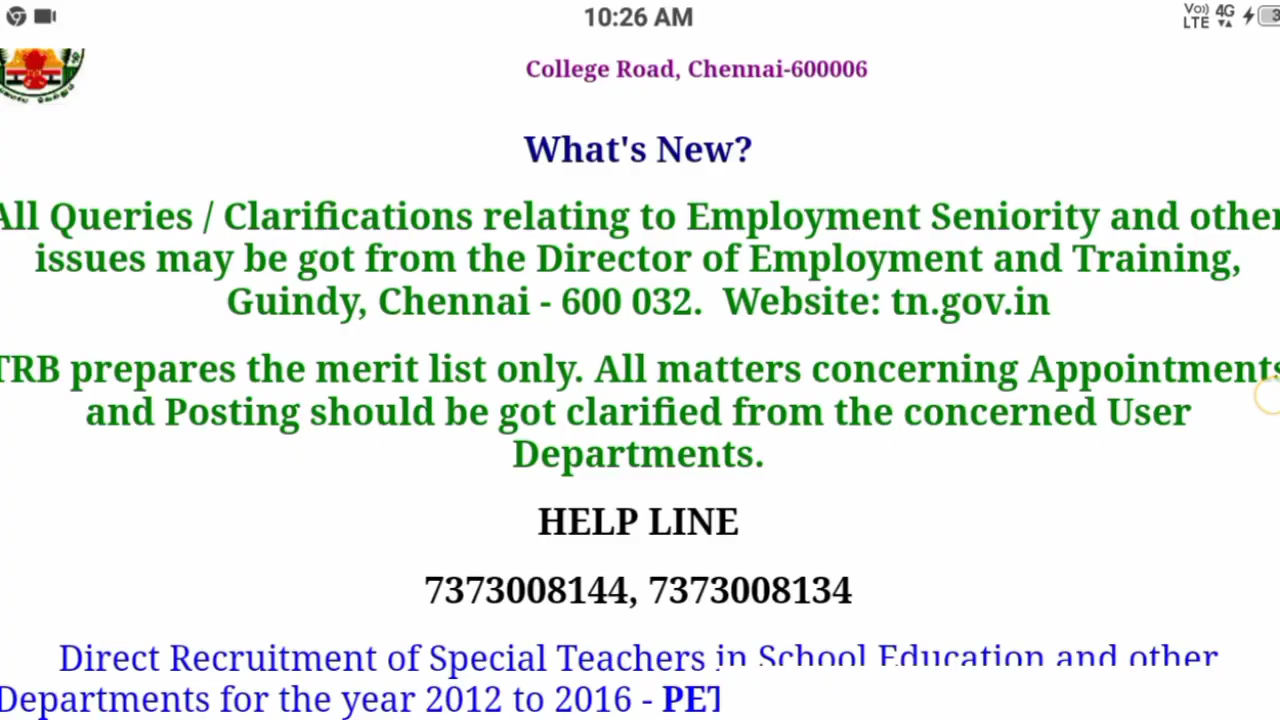 10:26 AM
Vo)) 4G
LTE
College Road, Chennai-600006
What's New?
All Queries / Clarifications relating to Employment Seniority and other
issues may be got from the Director of Employment and Training,
Guindy, Chennai - 600 032. Website: tn.gov.in
TRB prepares the merit list only. All matters concerning Appointments
and Posting should be got clarified from the concerned User
Departments.
HELP LINE
7373008144, 7373008134
Direct Recruitment of Special Teachers in School Education and other
Departments for the year 2012 to 2016 - PET